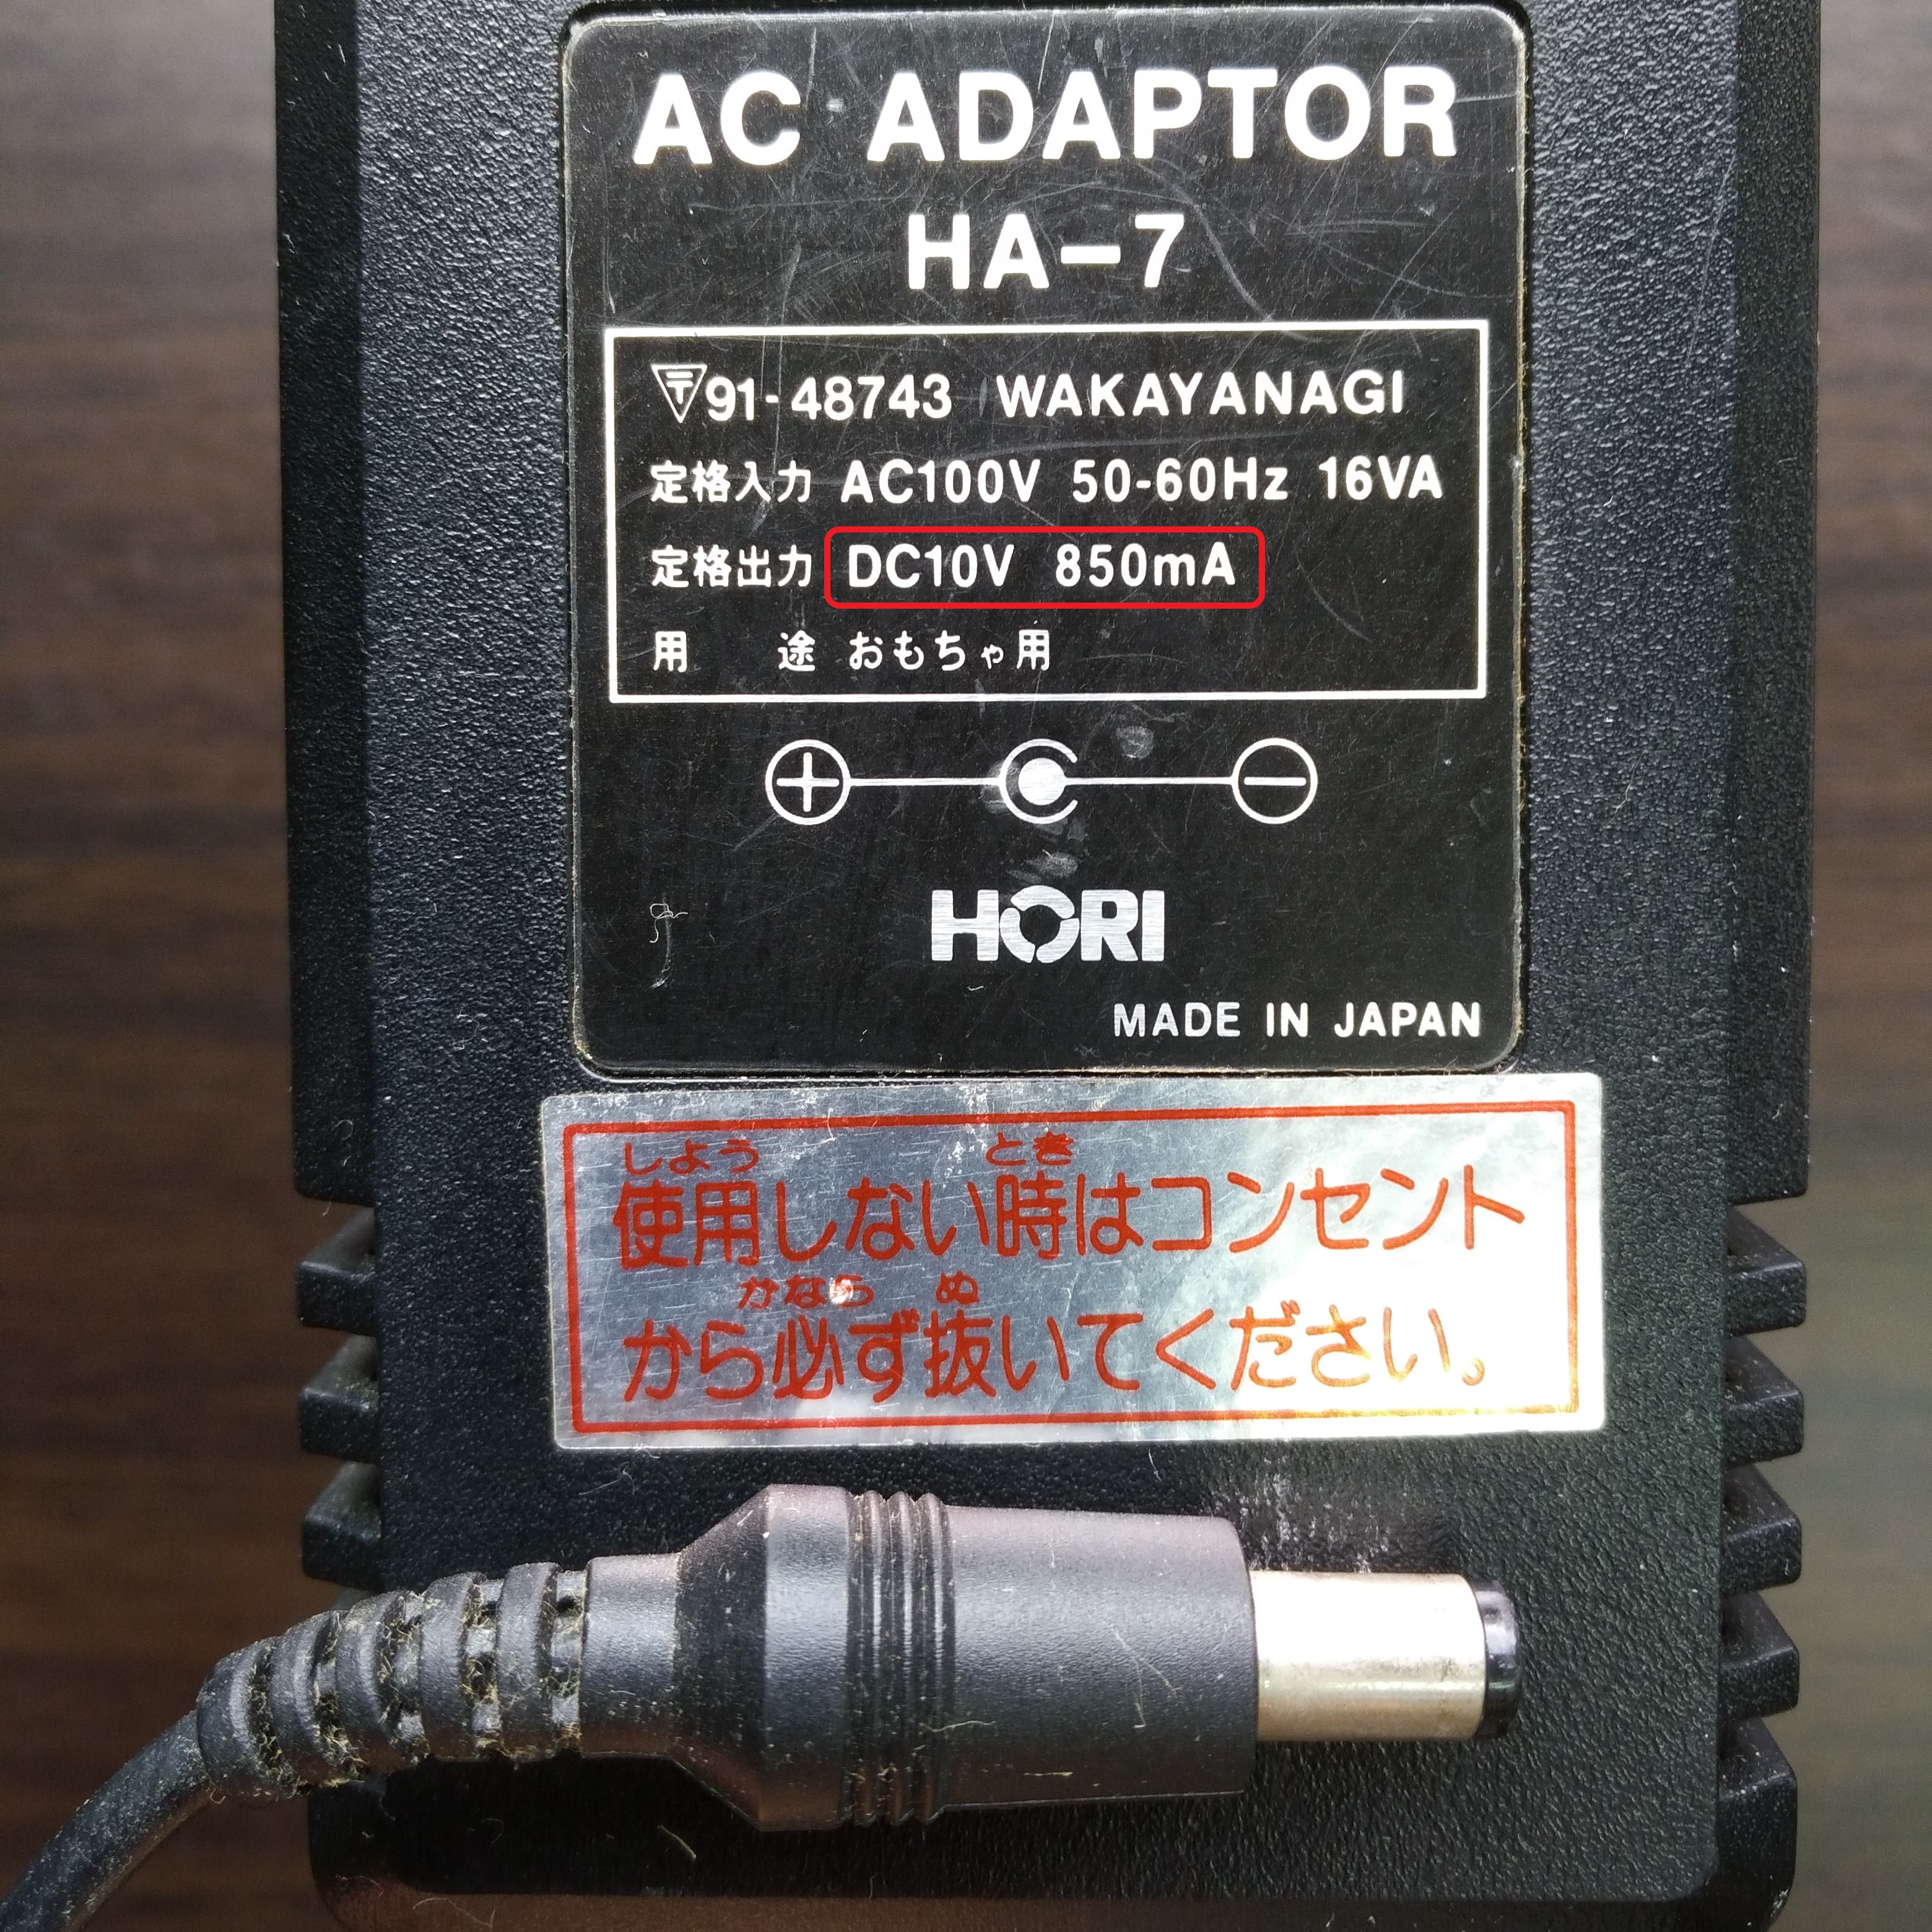 AC ADAPTOR
HA-7
〒91-48743 WAKAYANAGI
定格入力 AC100V 50-60Hz 16VA
定格出力 DC10V 850mA
用 途 おもちゃ用
HORI
MADE IN JAPAN
しよう とき
使用しない時はコンセント
かなら ぬ
から必ず抜いてください。